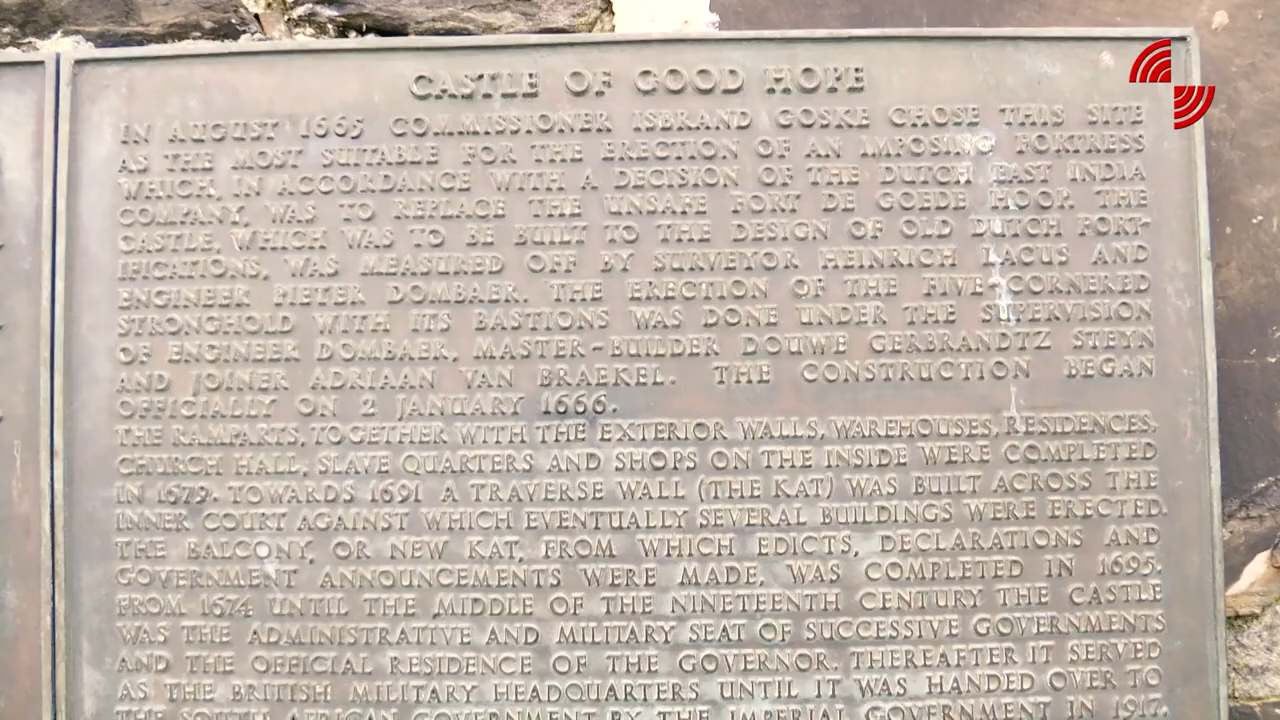 CASTLE OF GOOD HOPE
IN AUGUST 1665 COMMISSIONER ISBRAND GOSKE CHOSE THIS SITE
AS THE MOST SUITABLE FOR THE ERECTION OF AN IMPOSING FORTRESS
WHICH, IN ACCORDANCE WITH A DECISION OF THE DUTCH EAST INDIA
COMPANY, WAS TO REPLACE THE UNSAFE FORT DE GOEDE HOOP. THE
CASTLE, WHICH WAS TO BE BUILT TO THE DESIGN OF OLD DUTCH FORT-
IFICATIONS, WAS MEASURED OFF BY SURVEYOR HEINRICH LACUS AND
ENGINEER PIETER DOMBAER. THE ERECTION OF THE FIVE-CORNERED
STRONGHOLD WITH ITS BASTIONS WAS DONE UNDER THE SUPERVISION
OF ENGINEER DOMBAER, MASTER-BUILDER DOUWE GERBRANDTZ STEYN
AND JOINER ADRIAAN VAN BRAEKEL. THE CONSTRUCTION BEGAN
OFFICIALLY ON 2 JANUARY 1666.
THE RAMPARTS, TOGETHER WITH THE EXTERIOR WALLS, WAREHOUSES, RESIDENCES,
CHURCH HALL, SLAVE QUARTERS AND SHOPS ON THE INSIDE WERE COMPLETED
IN 1679. TOWARDS 1691 A TRAVERSE WALL (THE KAT) WAS BUILT ACROSS THE
INNER COURT AGAINST WHICH EVENTUALLY SEVERAL BUILDINGS WERE ERECTED.
THE BALCONY, OR NEW KAT, FROM WHICH EDICTS, DECLARATIONS AND
GOVERNMENT ANNOUNCEMENTS WERE MADE, WAS COMPLETED IN 1695.
FROM 1674 UNTIL THE MIDDLE OF THE NINETEENTH CENTURY THE CASTLE
WAS THE ADMINISTRATIVE AND MILITARY SEAT OF SUCCESSIVE GOVERNMENTS
AND THE OFFICIAL RESIDENCE OF THE GOVERNOR. THEREAFTER IT SERVED
AS THE BRITISH MILITARY HEADQUARTERS UNTIL IT WAS HANDED OVER TO
THE SOUTH AFRICAN GOVERNMENT BY THE IMPERIAL GOVERNMENT IN 1917.